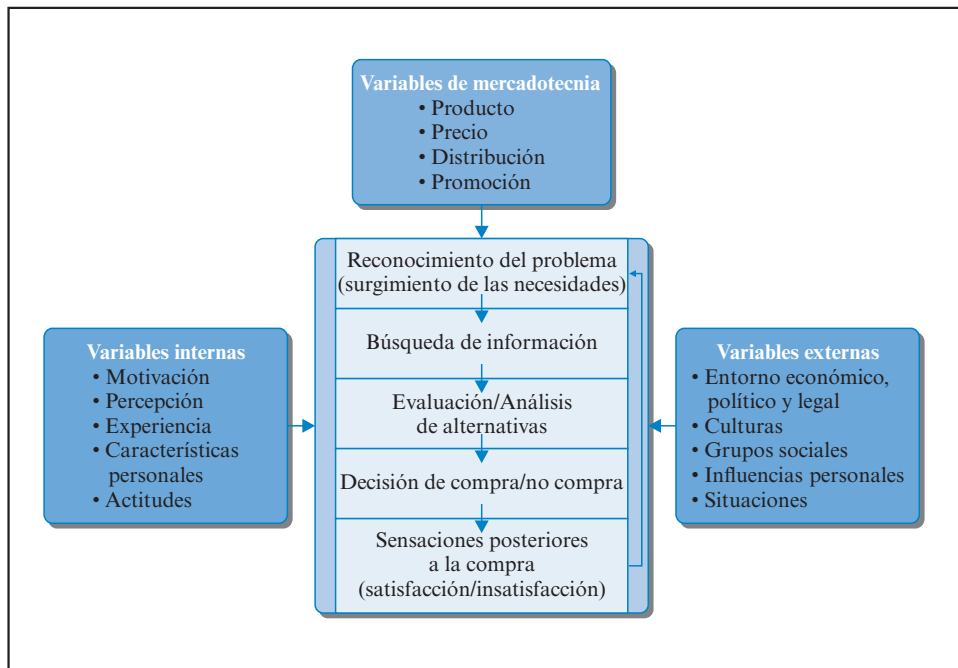 Variables de mercadotecnia
• Producto
• Precio
• Distribución
• Promoción
Reconocimiento del problema
(surgimiento de las necesidades)
Búsqueda de información
Evaluación/Análisis
de alternativas
Decisión de compra/no compra
Sensaciones posteriores
a la compra
(satisfacción/insatisfacción)
Variables internas
• Motivación
• Percepción
• Experiencia
• Características
personales
• Actitudes
Variables externas
• Entorno económico,
político y legal
• Culturas
• Grupos sociales
• Influencias personales
• Situaciones